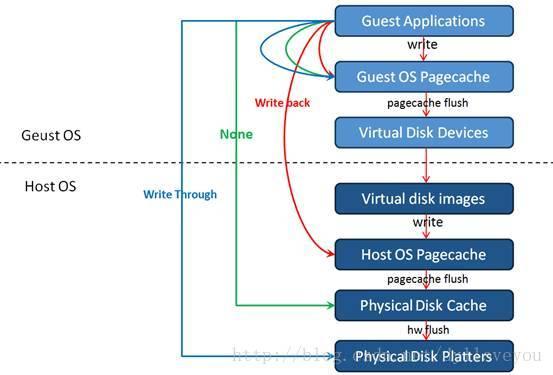 Guest Applications
write
Guest OS Pagecache
Write back
pagecache flush
None
Geust OS
Virtual Disk Devices
Host OS
Write Through
Virtual disk images
write
Host OS Pagecache
pagecache flush
Physical Disk Cache
hw flush
Physical Disk Platters